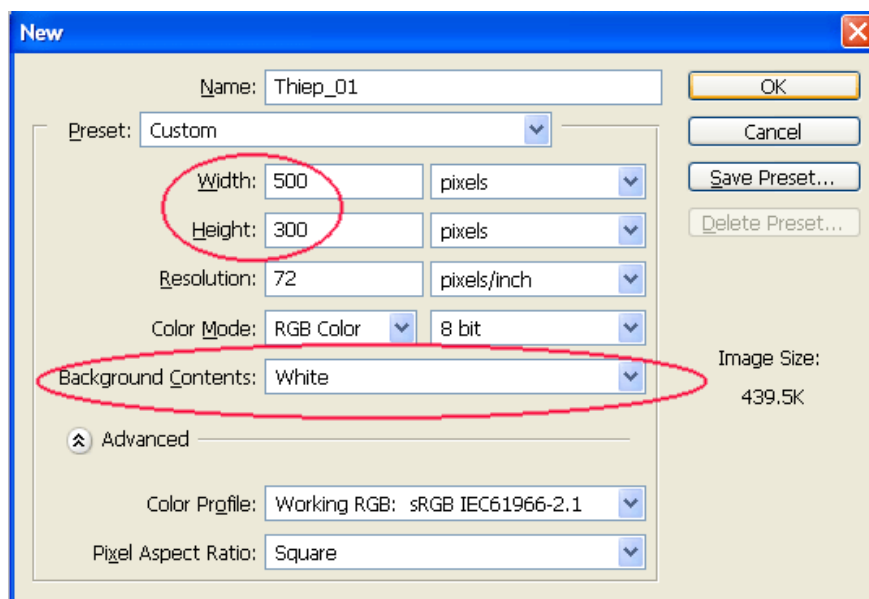 New
Name: Thiep_01
OK
Preset: Custom
Cancel
Width: 500 pixels
Save Preset...
Height: 300 pixels
Delete Preset...
Resolution: 72 pixels/inch
Color Mode: RGB Color 8 bit
Image Size:
Background Contents: White
439.5K
Advanced
Color Profile: Working RGB: sRGB IEC61966-2.1
Pixel Aspect Ratio: Square